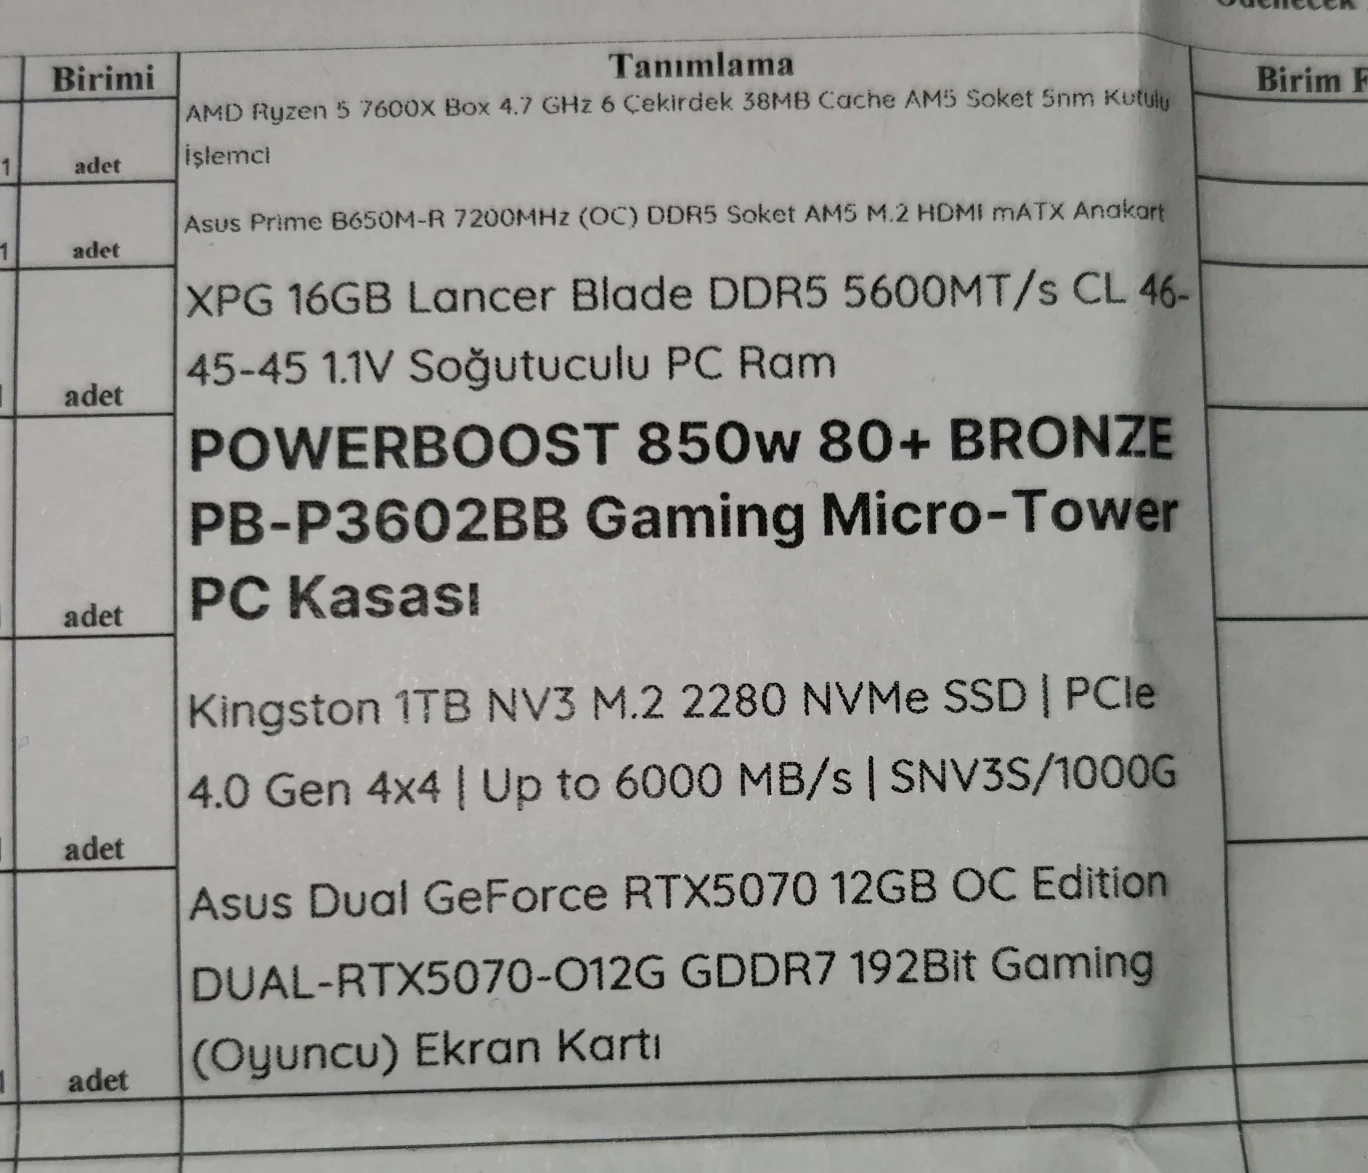 Birimi
Tanımlama
Birim F
AMD Ryzen 5 7600X Box 4.7 GHz 6 Çekirdek 38MB Cache AM5 Soket 5nm Kutulu
İşlemci
1
adet
Asus Prime B650M-R 7200MHz (OC) DDR5 Soket AM5 M.2 HDMI mATX Anakart
1
adet
XPG 16GB Lancer Blade DDR5 5600MT/s CL 46-
45-45 1.1V Soğutuculu PC Ram
adet
POWERBOOST 850w 80+ BRONZE
PB-P3602BB Gaming Micro-Tower
PC Kasası
adet
Kingston 1TB NV3 M.2 2280 NVMe SSD | PCIe
4.0 Gen 4x4 | Up to 6000 MB/s | SNV3S/1000G
adet
Asus Dual GeForce RTX5070 12GB OC Edition
DUAL-RTX5070-O12G GDDR7 192Bit Gaming
(Oyuncu) Ekran Kartı
1
adet